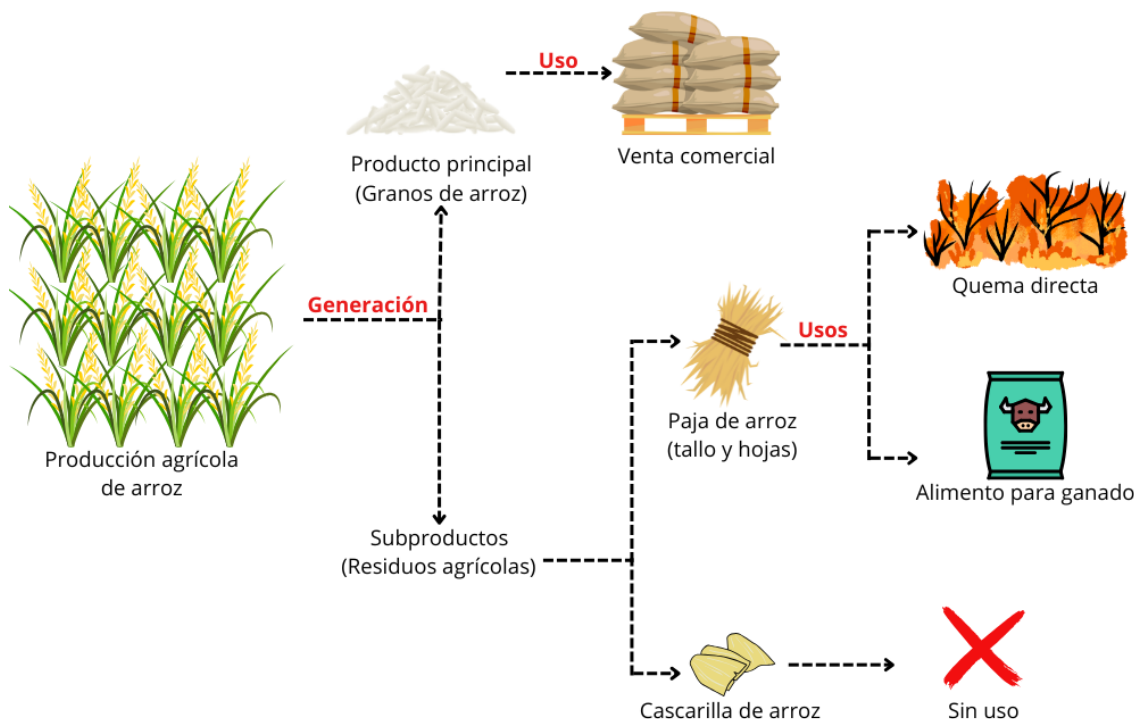 Uso
Producto principal
(Granos de arroz)
Venta comercial
Generación
Producción agrícola
de arroz
Quema directa
Usos
Paja de arroz
(tallo y hojas)
Alimento para ganado
Subproductos
(Residuos agrícolas)
Cascarilla de arroz
Sin uso